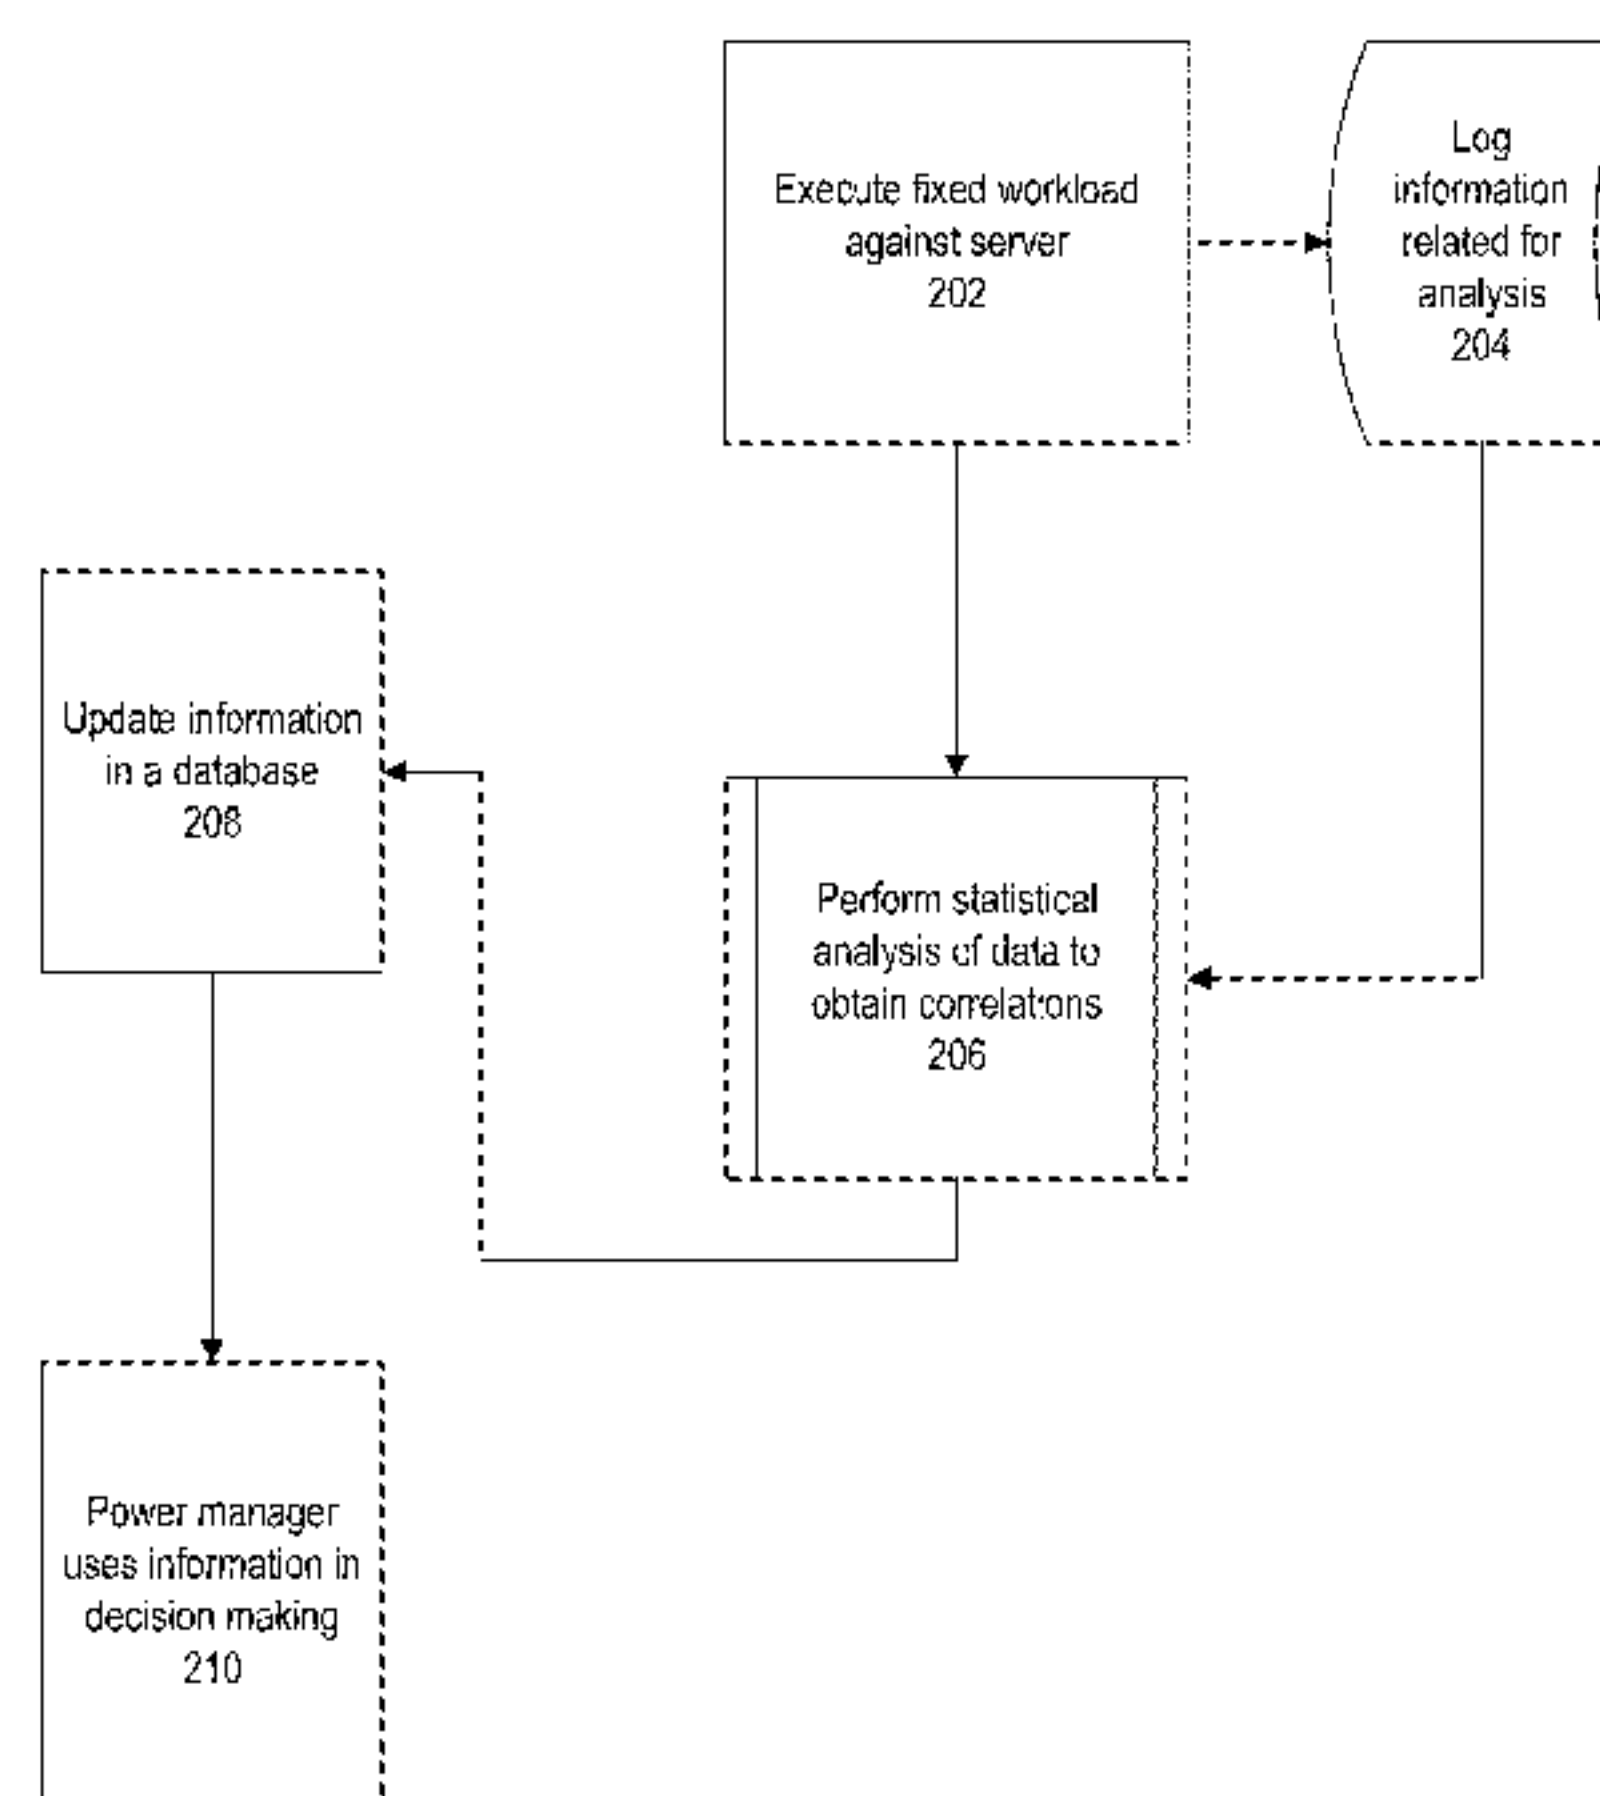 Execute fixed workload
against server
202
Log
information
related for
analysis
204
Update information
in a database
208
Perform statistical
analysis of data to
obtain correlations
206
Power manager
uses information in
decision making
210